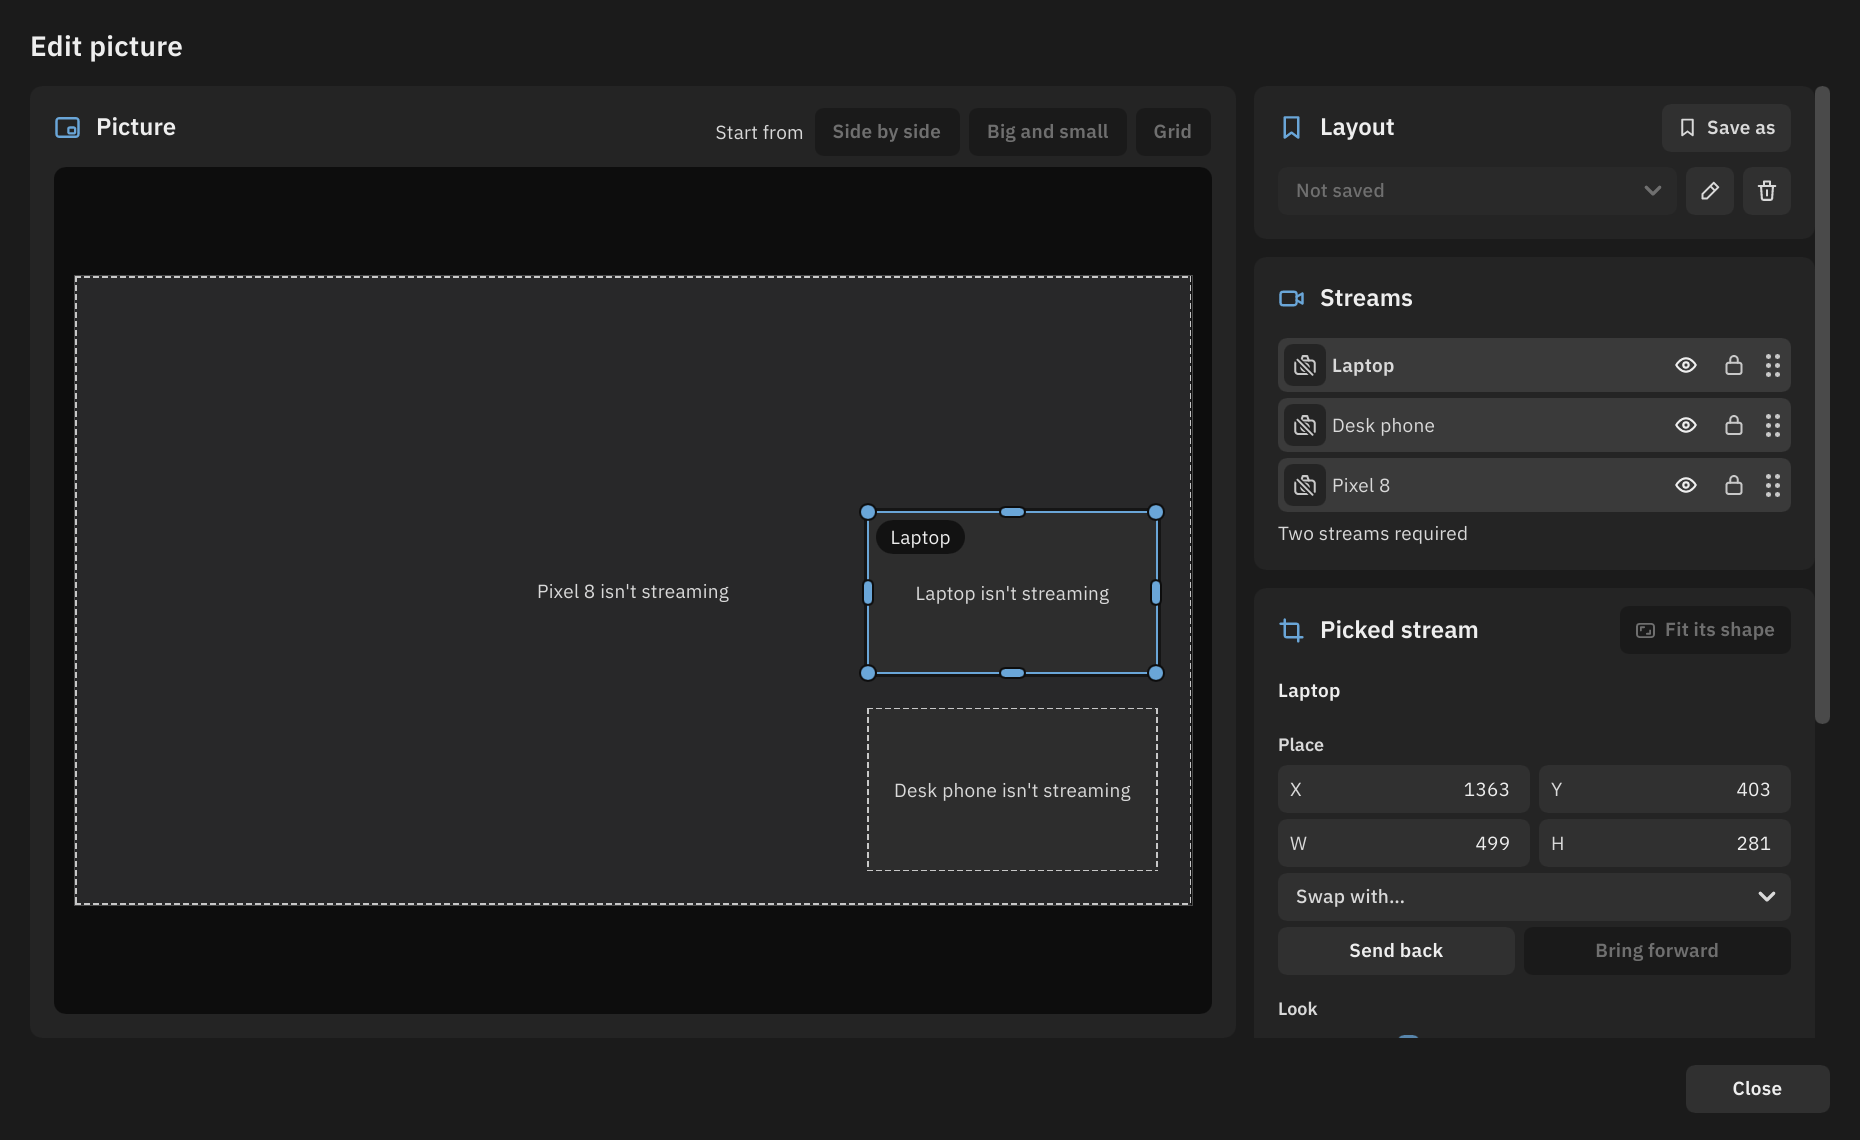 Edit picture
Picture
Start from
Side by side
Big and small
Grid
Pixel 8 isn't streaming
Laptop
Laptop isn't streaming
Desk phone isn't streaming
Layout
Save as
Not saved
Streams
Laptop
Desk phone
Pixel 8
Two streams required
Picked stream
Fit its shape
Laptop
Place
X 1363
Y 403
W 499
H 281
Swap with...
Send back
Bring forward
Look
Close